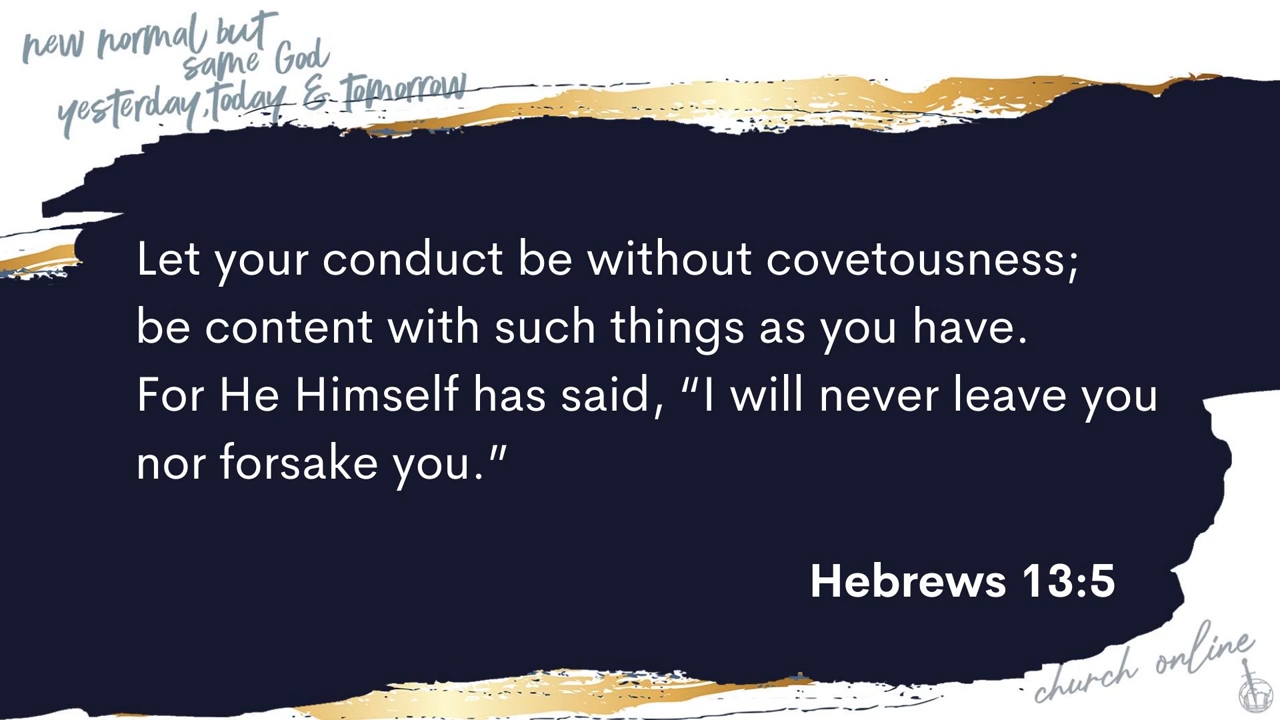 new normal but
same God
yesterday, today & tomorrow
Let your conduct be without covetousness;
be content with such things as you have.
For He Himself has said, “I will never leave you
nor forsake you.”
Hebrews 13:5
church online